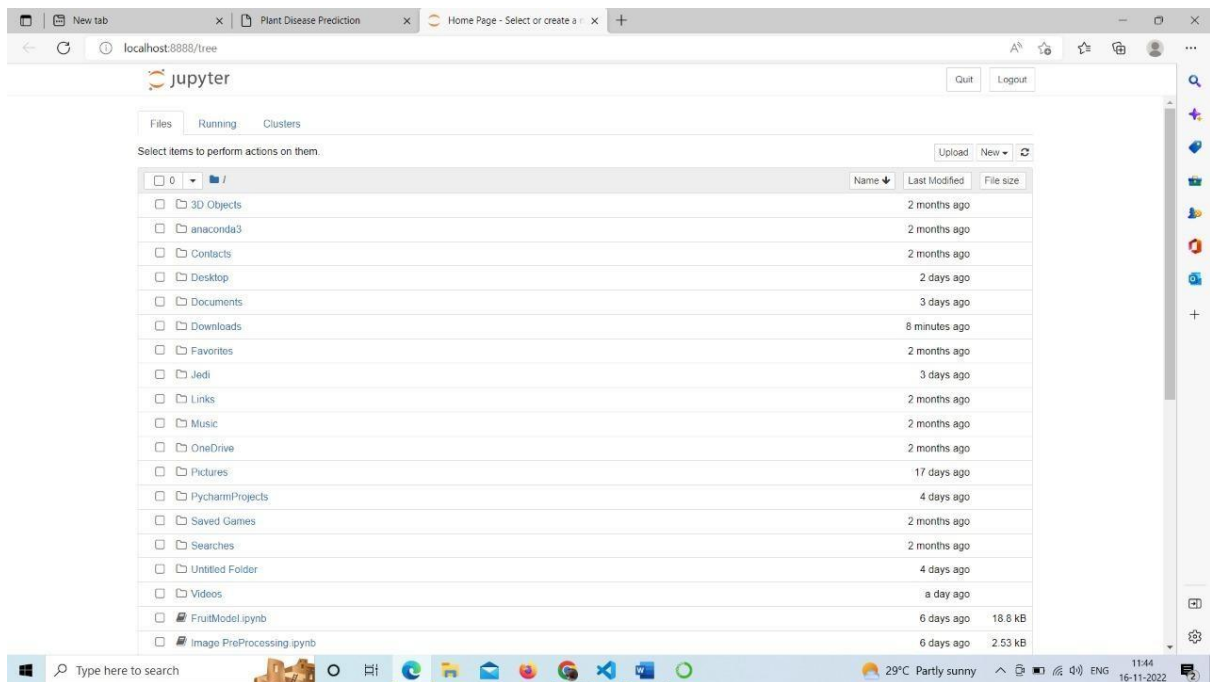 New tab
Plant Disease Prediction
Home Page - Select or create a n
localhost:8888/tree
jupyter
Quit Logout
Files Running Clusters
Select items to perform actions on them.
Upload New
0 / Name Last Modified File size
3D Objects 2 months ago
anaconda3 2 months ago
Contacts 2 months ago
Desktop 2 days ago
Documents 3 days ago
Downloads 8 minutes ago
Favorites 2 months ago
Jedi 3 days ago
Links 2 months ago
Music 2 months ago
OneDrive 2 months ago
Pictures 17 days ago
PycharmProjects 4 days ago
Saved Games 2 months ago
Searches 2 months ago
Untitled Folder 4 days ago
Videos a day ago
FruitModel.ipynb 6 days ago 18.8 kB
Image PreProcessing.ipynb 6 days ago 2.53 kB
Type here to search
29°C Partly sunny ENG 11:44
16-11-2022
2